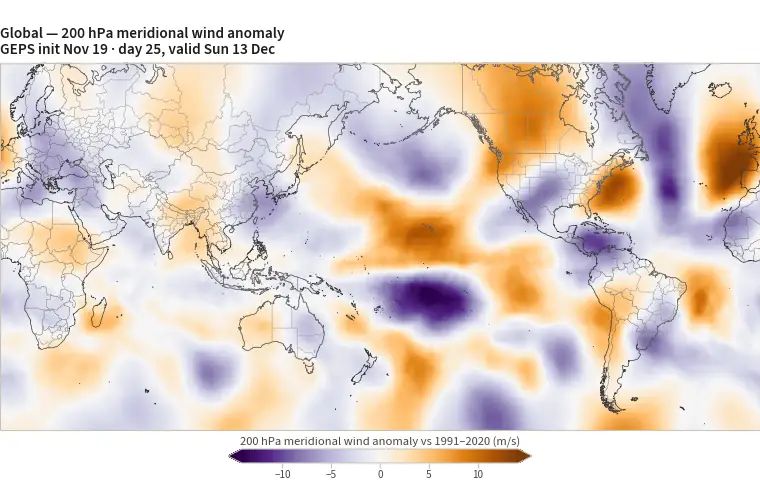 Global — 200 hPa meridional wind anomaly
GEPS init Nov 19 · day 25, valid Sun 13 Dec
200 hPa meridional wind anomaly vs 1991–2020 (m/s)
−10 −5 0 5 10